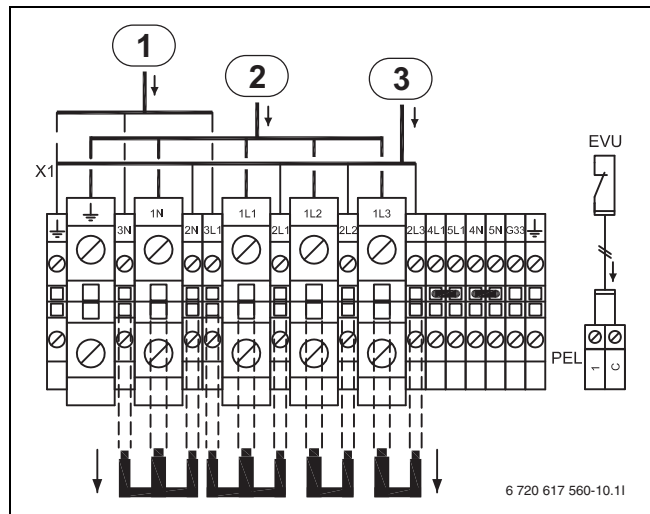 1
2
3
EVU
X1
1N 1L1 1L2 1L3
3N 2N 3L1 2L1 2L2 2L3 4L1 5L1 4N 5N G33
PEL 1 C
6 720 617 560-10.1I